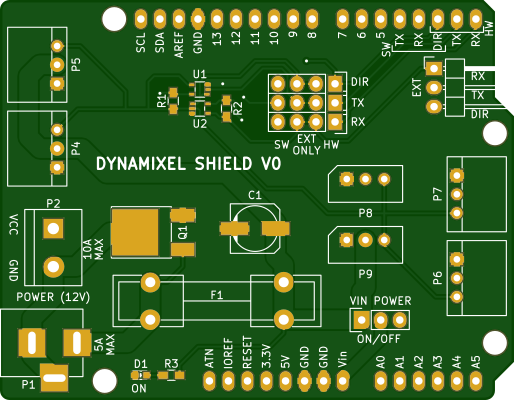 SCL SDA AREF GND 13 12 11 10 9 8 7 6 5 SW TX RX DIR TX RX HW
P5
U1
R1
R2
U2
DIR
TX
RX
SW EXT ONLY HW
EXT
RX
TX
DIR
P4
DYNAMIXEL SHIELD V0
P8
P7
P2
VCC
GND
10A MAX
Q1
C1
P9
P6
POWER (12V)
F1
VIN POWER
ON/OFF
P1
5A MAX
D1
ON
R3
ATN IOREF RESET 3.3V 5V GND GND Vin A0 A1 A2 A3 A4 A5